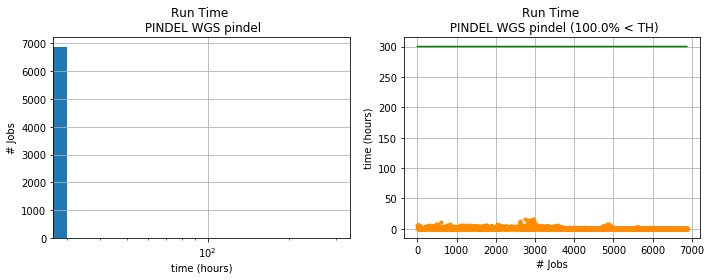 Run Time
PINDEL WGS pindel
7000
6000
5000
4000
3000
2000
1000
0
# Jobs
10²
time (hours)
Run Time
PINDEL WGS pindel (100.0% < TH)
300
250
200
150
100
50
0
time (hours)
0 1000 2000 3000 4000 5000 6000 7000
# Jobs